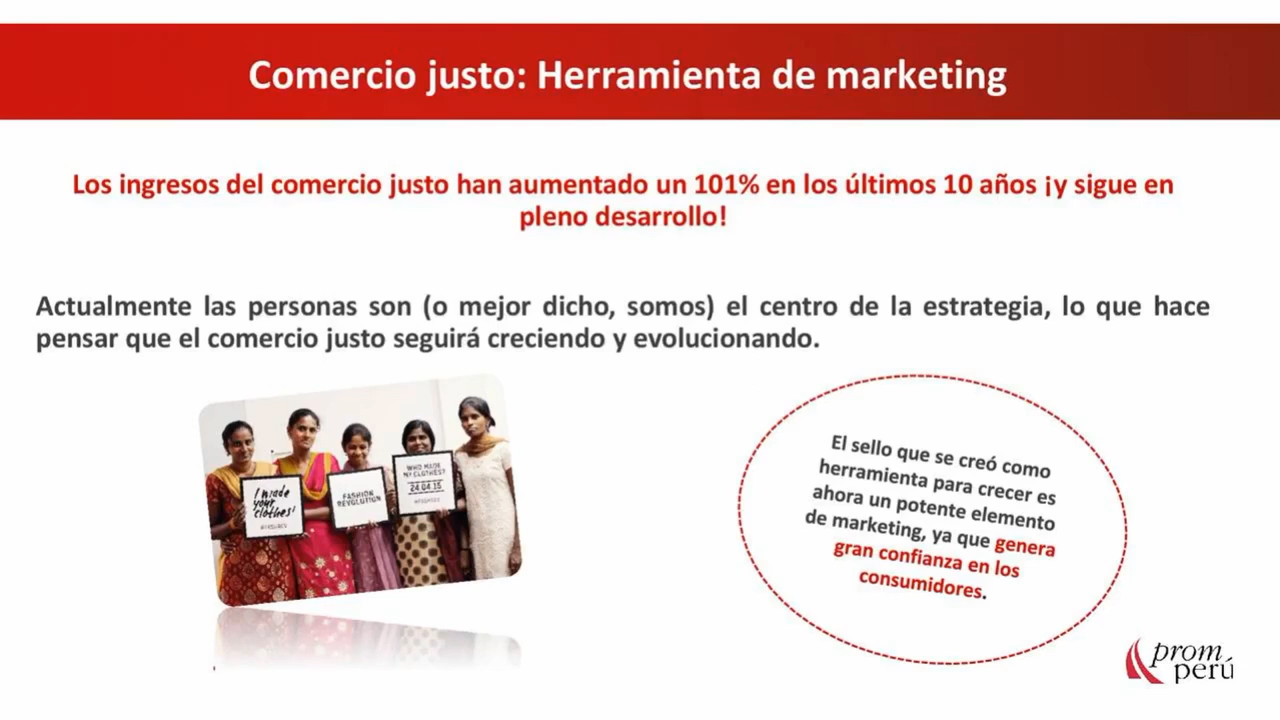 Comercio justo: Herramienta de marketing
Los ingresos del comercio justo han aumentado un 101% en los últimos 10 años ¡y sigue en
pleno desarrollo!
Actualmente las personas son (o mejor dicho, somos) el centro de la estrategia, lo que hace
pensar que el comercio justo seguirá creciendo y evolucionando.
I made
your
clothes!
#FASHREV
FASHION
REVOLUTION
WHO MADE
MY CLOTHES?
24.04.15
#FASHREV
El sello que se creó como
herramienta para crecer es
ahora un potente elemento
de marketing, ya que genera
gran confianza en los
consumidores.
prom
perú